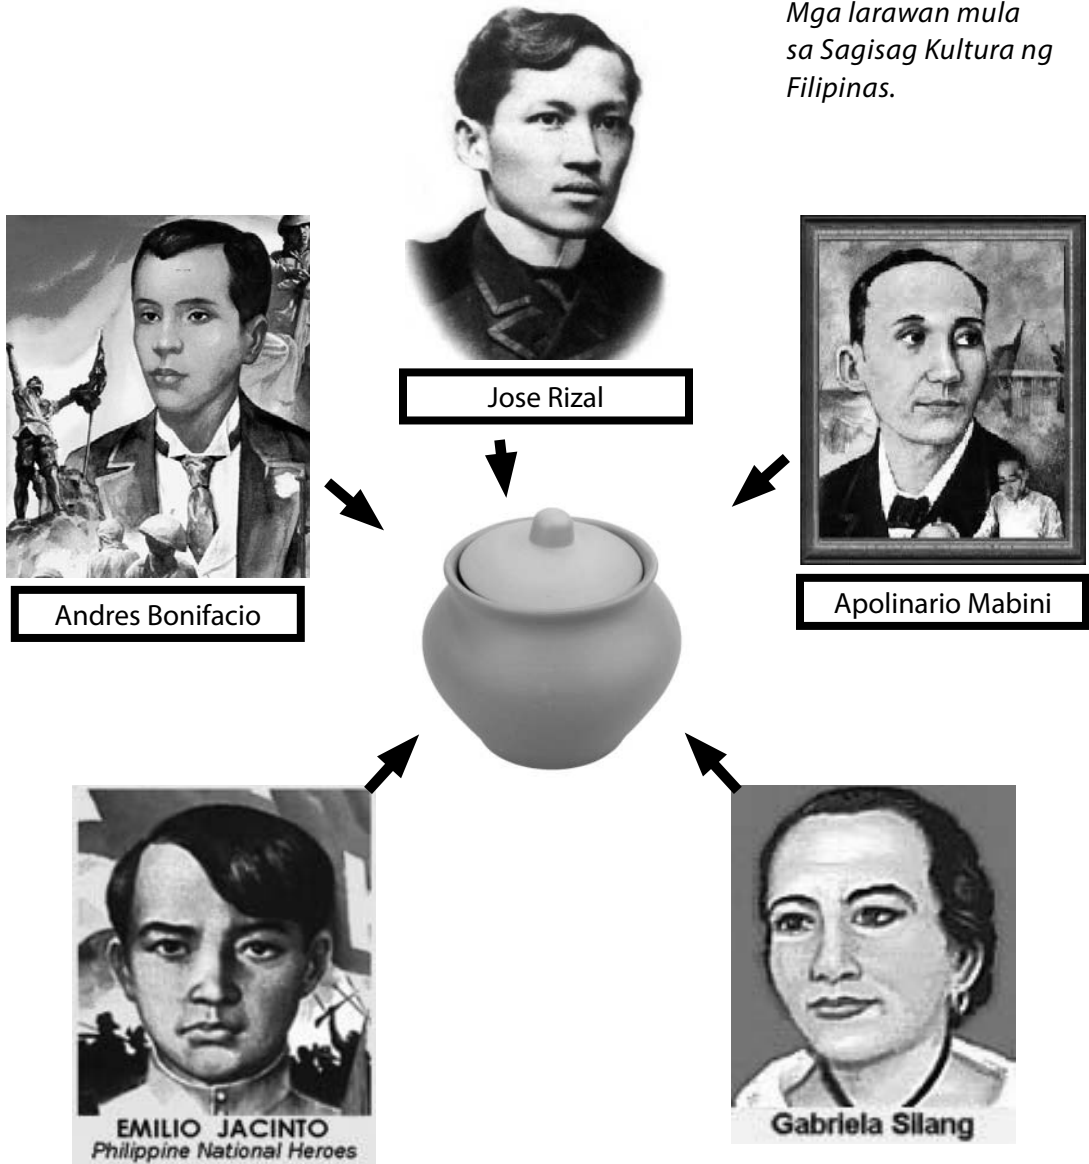 Mga larawan mula
sa Sagisag Kultura ng
Filipinas.
Jose Rizal
Andres Bonifacio
Apolinario Mabini
EMILIO JACINTO
Philippine National Heroes
Gabriela Silang